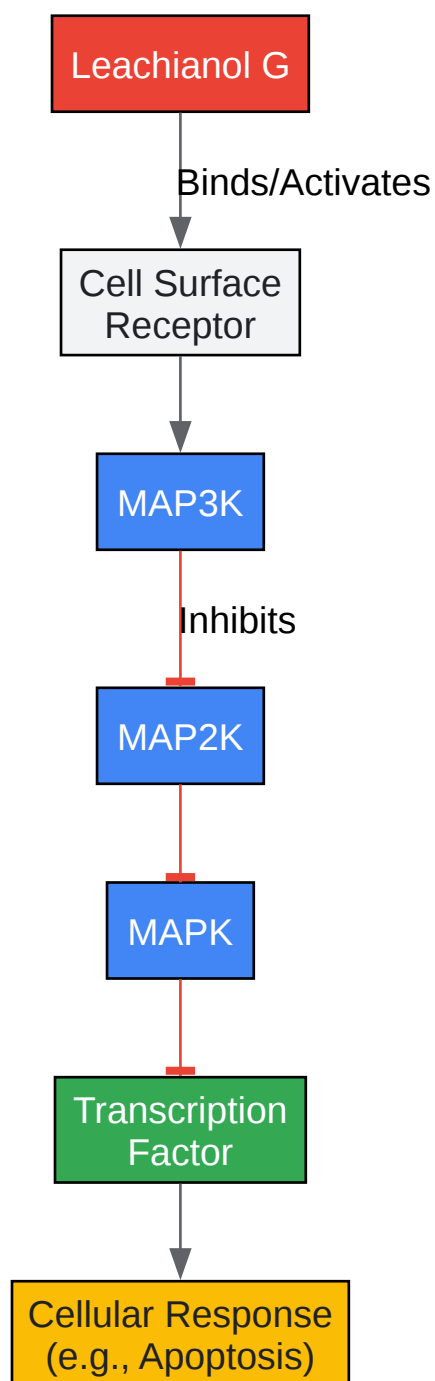 Leachianol G
Binds/Activates
Cell Surface
Receptor
MAP3K
Inhibits
MAP2K
MAPK
Transcription
Factor
Cellular Response
(e.g., Apoptosis)